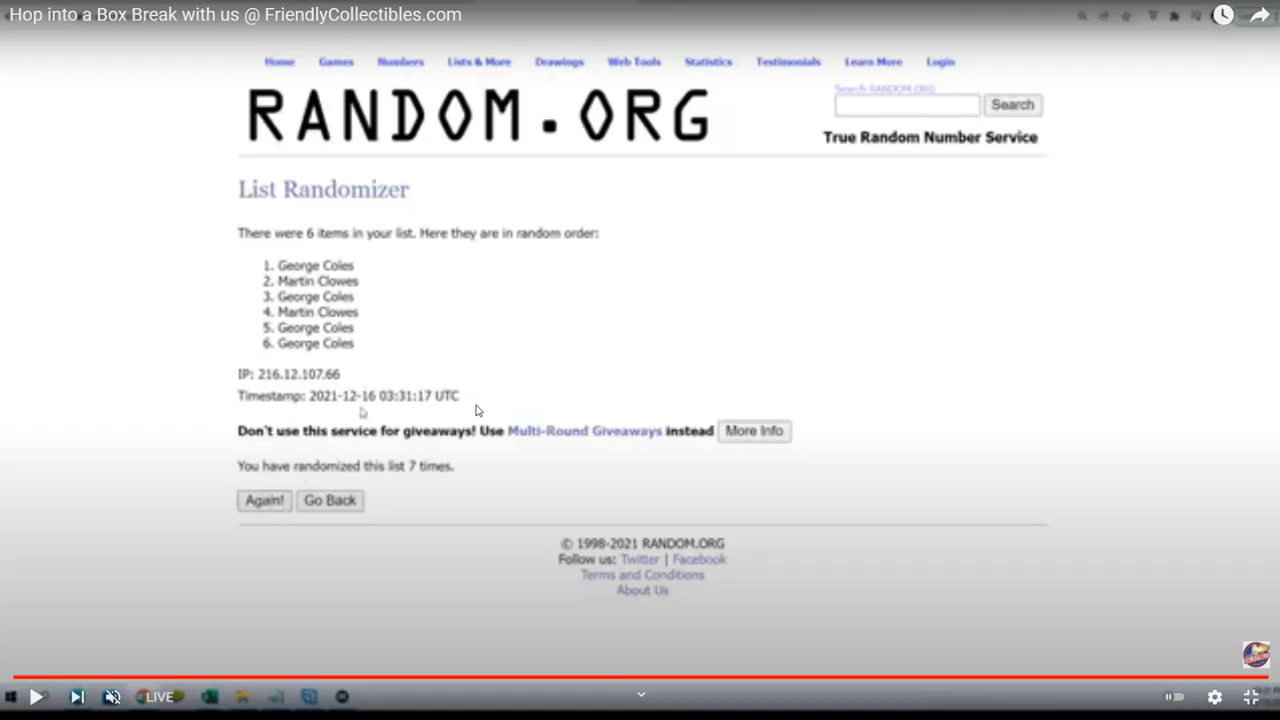 Hop into a Box Break with us @ FriendlyCollectibles.com
Home Games Numbers Lists & More Drawings Web Tools Statistics Testimonials Learn More Login
RANDOM.ORG
Search RANDOM.ORG
Search
True Random Number Service
List Randomizer
There were 6 items in your list. Here they are in random order:
1. George Coles
2. Martin Clowes
3. George Coles
4. Martin Clowes
5. George Coles
6. George Coles
IP: 216.12.107.66
Timestamp: 2021-12-16 03:31:17 UTC
Don't use this service for giveaways! Use Multi-Round Giveaways instead More Info
You have randomized this list 7 times.
Again! Go Back
© 1998-2021 RANDOM.ORG
Follow us: Twitter | Facebook
Terms and Conditions
About Us
LIVE